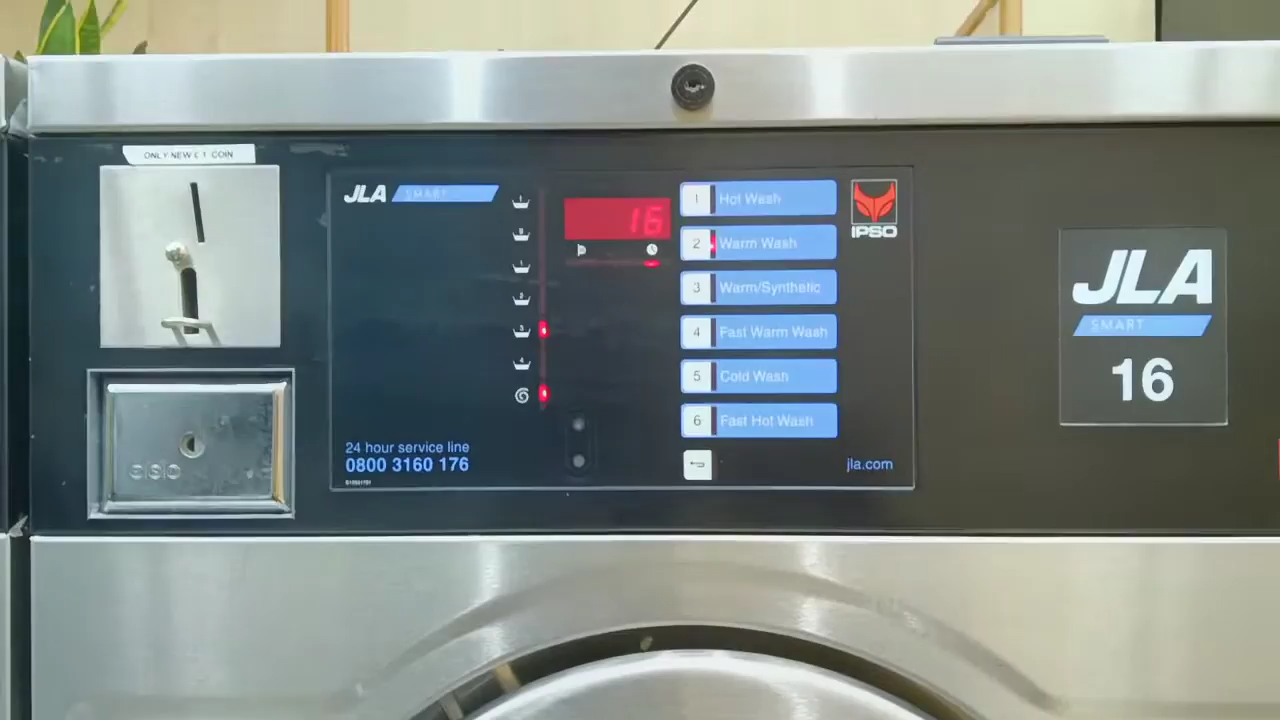 ONLY NEW £1 COIN
JLA SMART
16
1 Hot Wash
2 Warm Wash
3 Warm/Synthetic
4 Fast Warm Wash
5 Cold Wash
6 Fast Hot Wash
IPSO
24 hour service line
0800 3160 176
jla.com
JLA
SMART
16